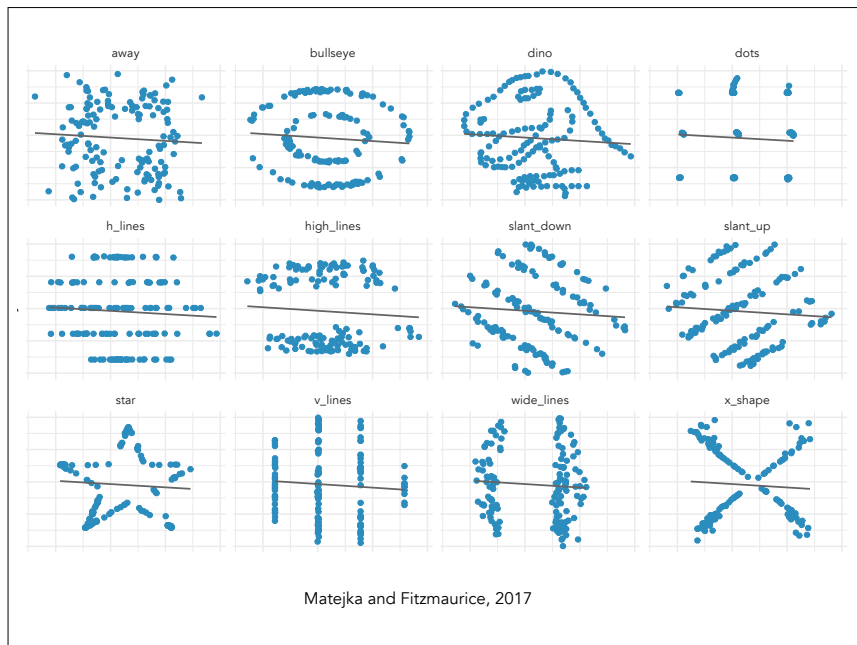 away bullseye dino dots
h_lines high_lines slant_down slant_up
star v_lines wide_lines x_shape
Matejka and Fitzmaurice, 2017